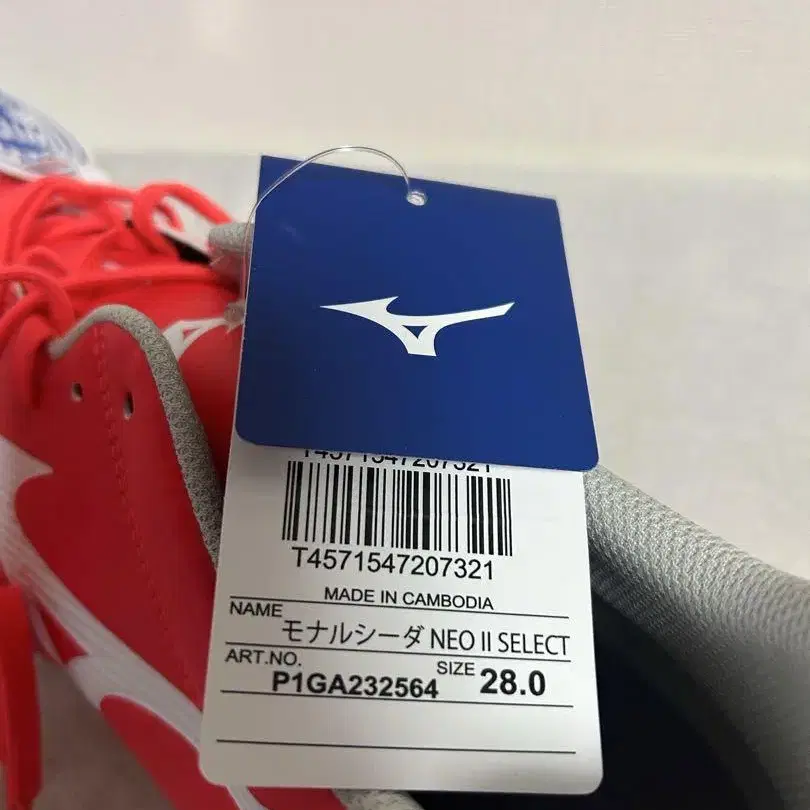 T4571547207321
T4571547207321
MADE IN CAMBODIA
NAME
モナルシーダ NEO II SELECT
ART.NO.
P1GA232564
SIZE
28.0